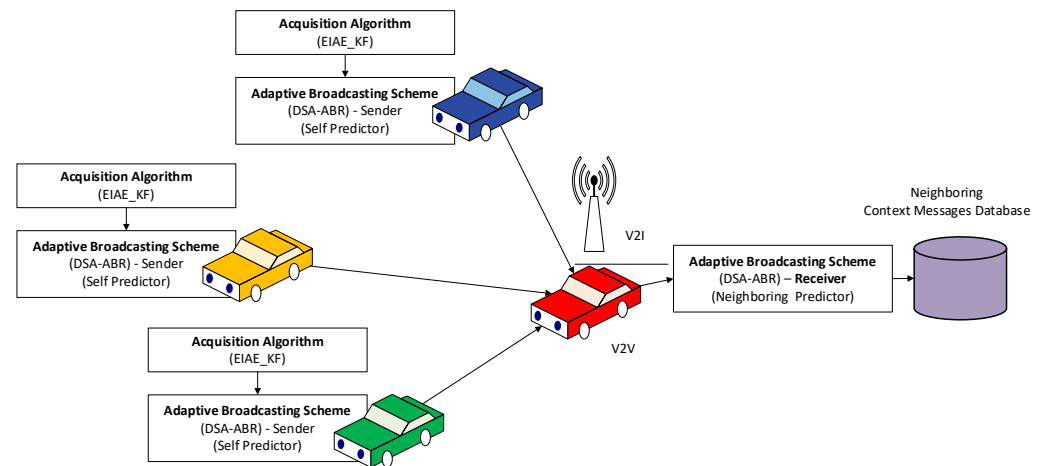 Acquisition Algorithm
(EIAE_KF)
Adaptive Broadcasting Scheme
(DSA-ABR) - Sender
(Self Predictor)
Acquisition Algorithm
(EIAE_KF)
Adaptive Broadcasting Scheme
(DSA-ABR) - Sender
(Self Predictor)
Acquisition Algorithm
(EIAE_KF)
Adaptive Broadcasting Scheme
(DSA-ABR) - Sender
(Self Predictor)
V2I
V2V
Adaptive Broadcasting Scheme
(DSA-ABR) – Receiver
(Neighboring Predictor)
Neighboring
Context Messages Database